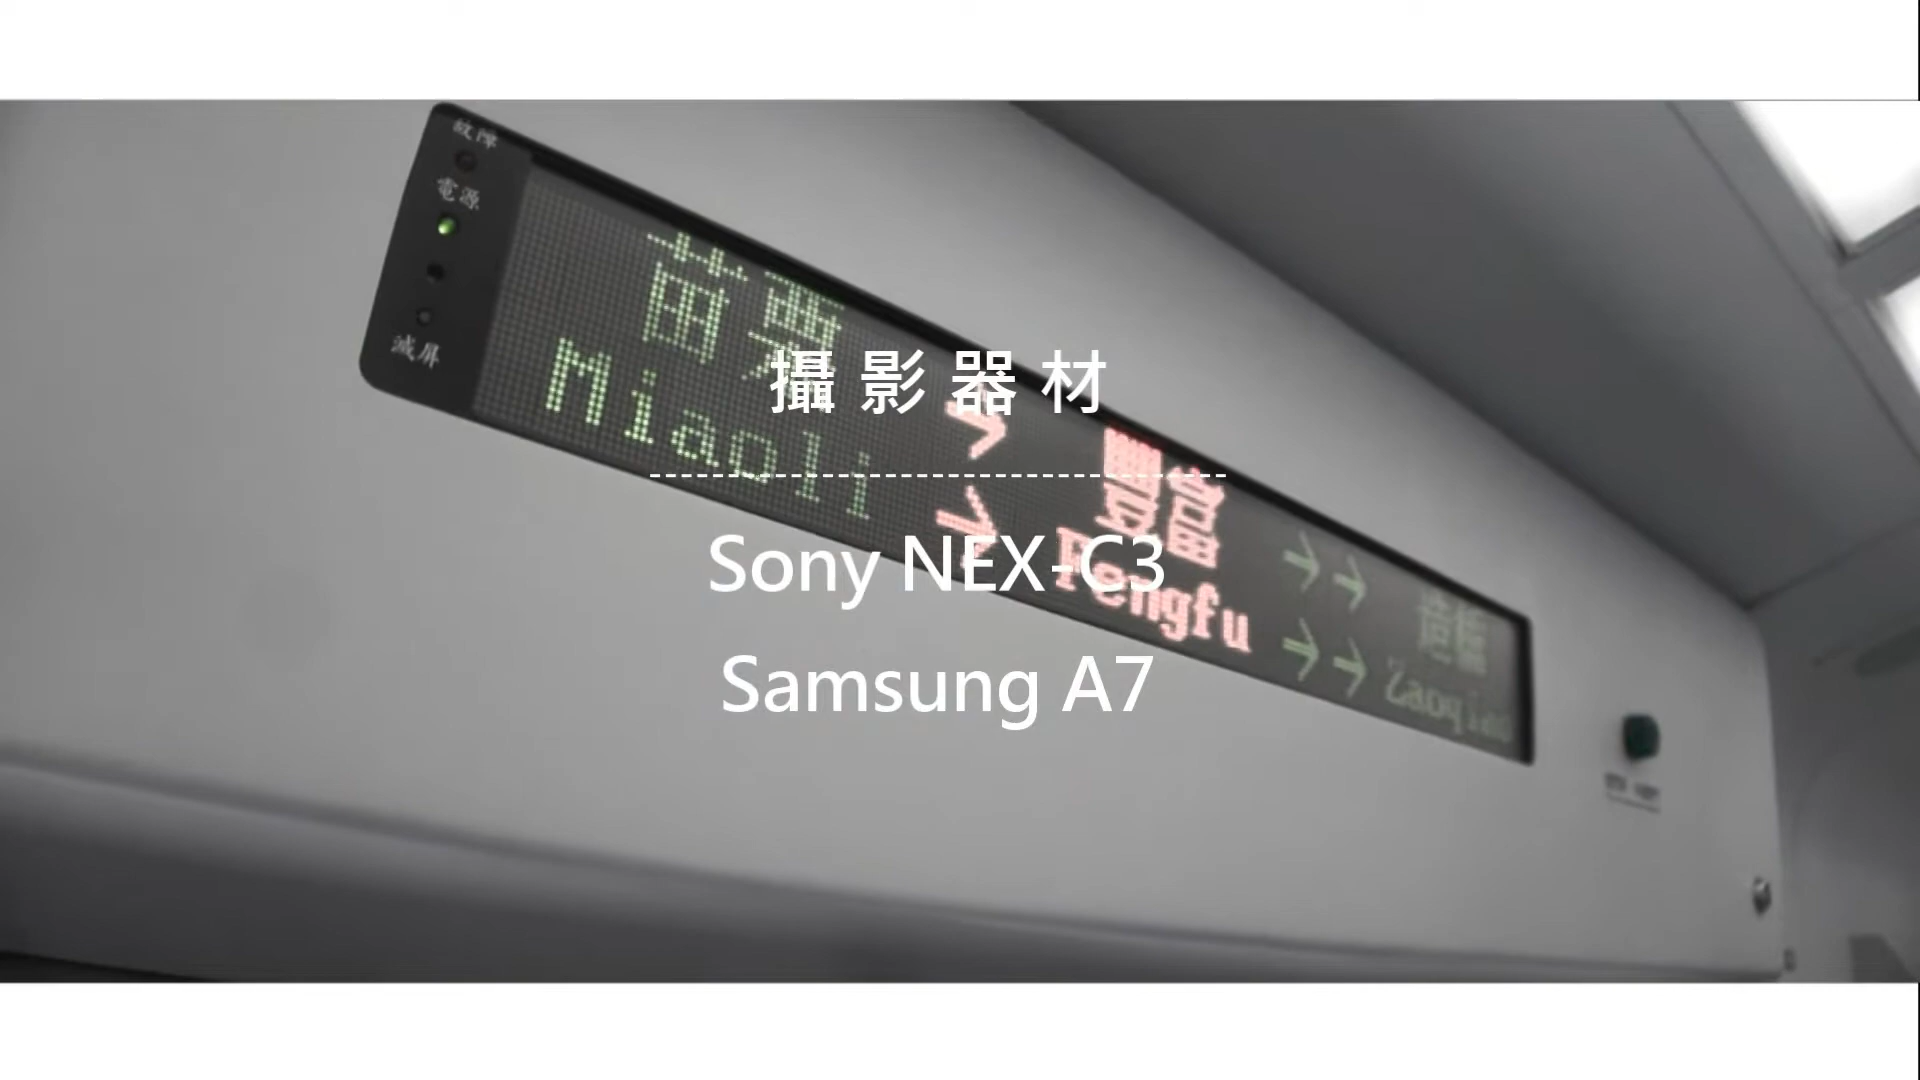 故障
電源
滅屏
苗栗
Miaoli
豐富
Fengfu
造橋
Zaoqiao
攝影器材
Sony NEX-C3
Samsung A7